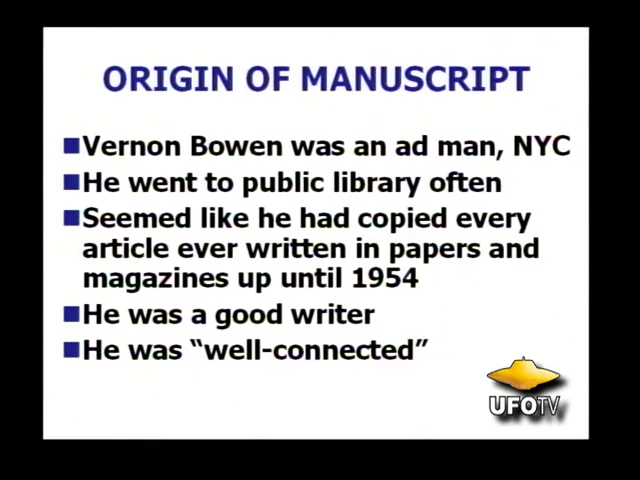 ORIGIN OF MANUSCRIPT
Vernon Bowen was an ad man, NYC
He went to public library often
Seemed like he had copied every
article ever written in papers and
magazines up until 1954
He was a good writer
He was “well-connected”
UFOTV